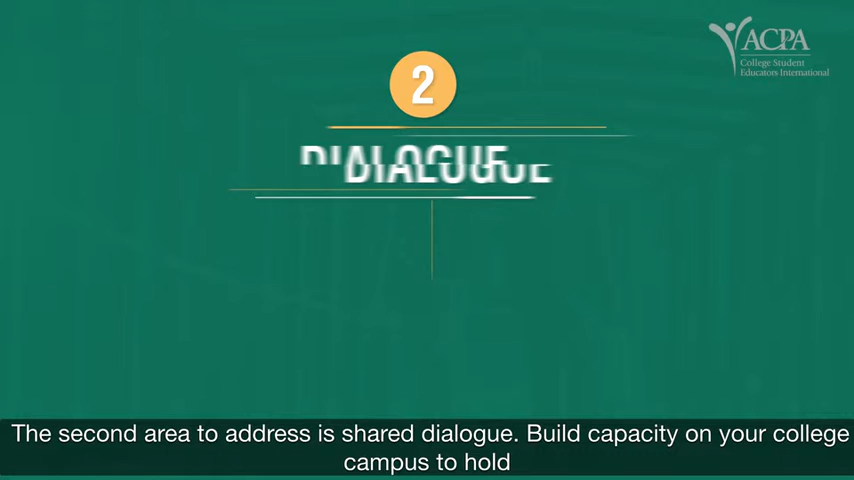 ACPA
College Student
Educators International
2
DIALOGUE
The second area to address is shared dialogue. Build capacity on your college
campus to hold